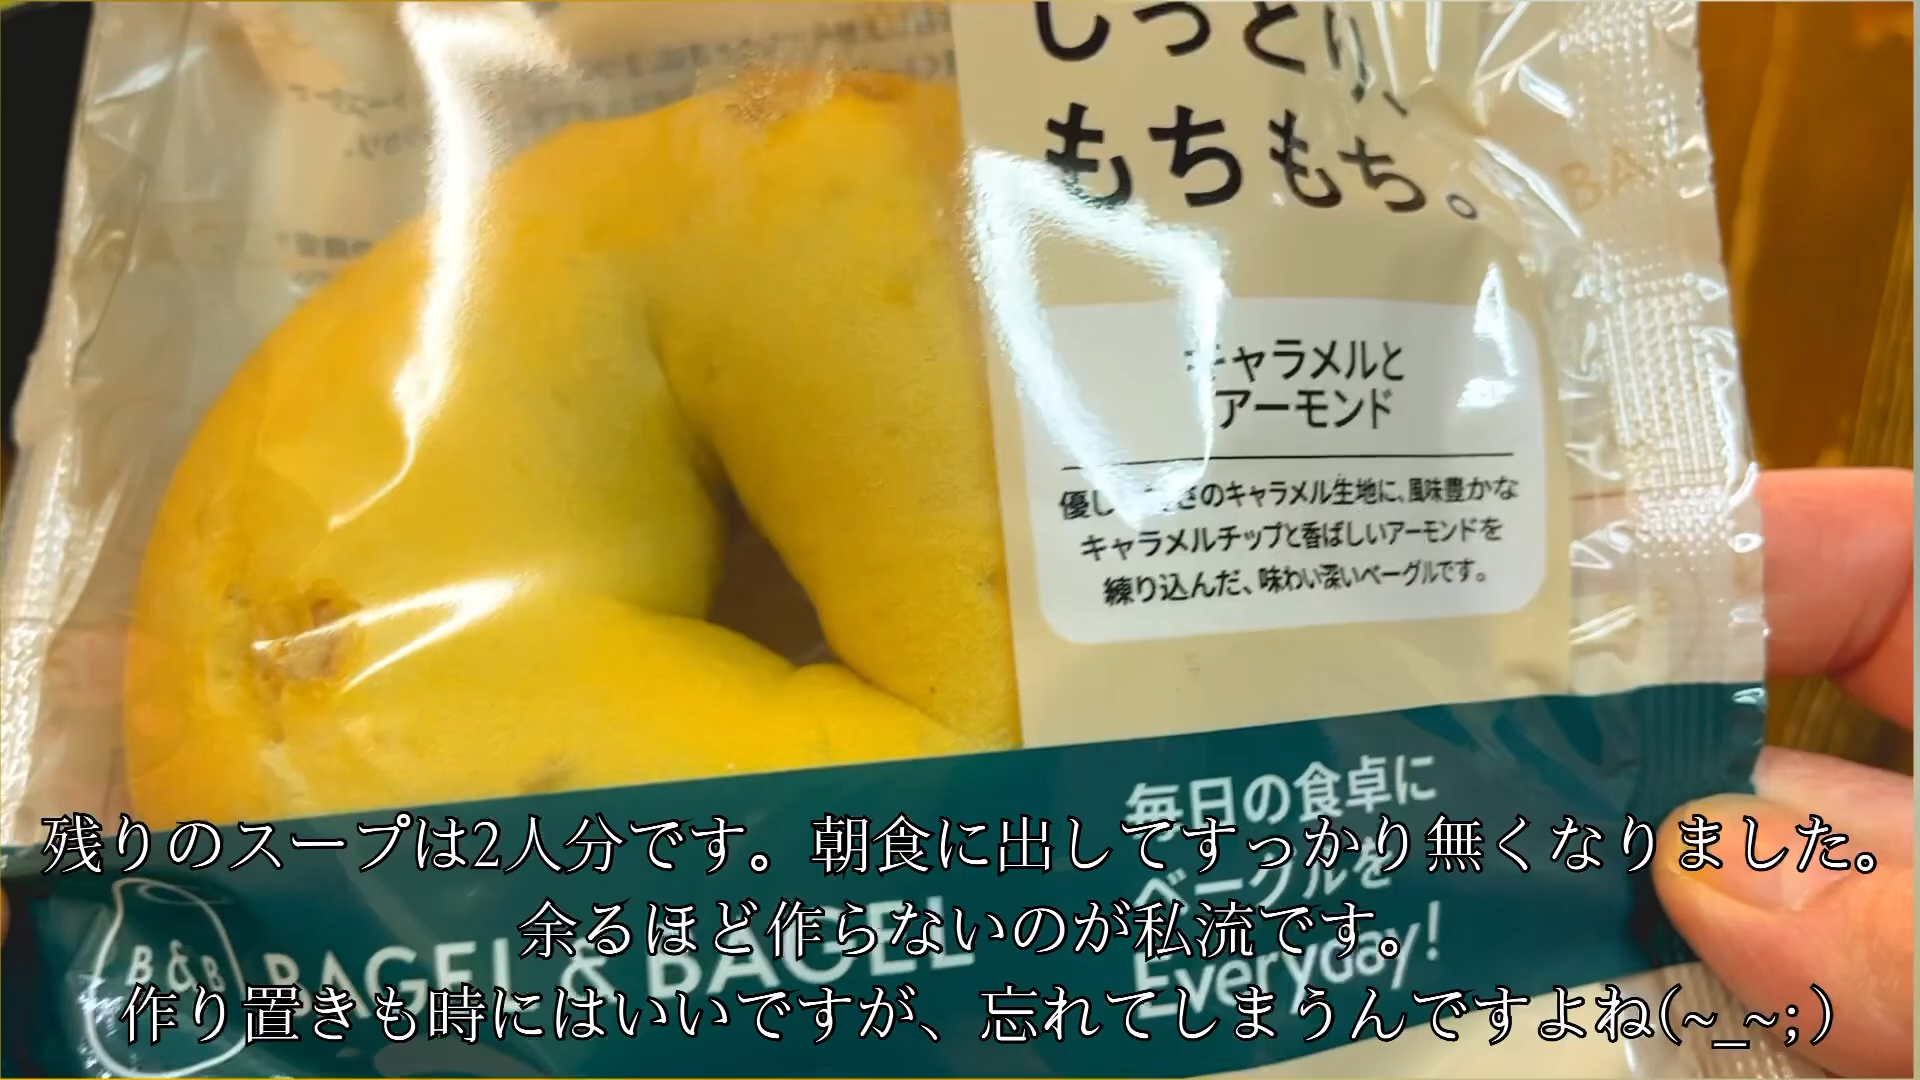 しっとり、
もちもち。
キャラメルと
アーモンド
のキャラメル生地に、風味豊かな
キャラメルチップと香ばしいアーモンドを
練り込んだ、味わい深いベーグルです。
毎日の食卓に
ベーグルを
Everyday!
B&B BAGEL & BAGEL
残りのスープは2人分です。朝食に出してすっかり無くなりました。
余るほど作らないのが私流です。
作り置きも時にはいいですが、忘れてしまうんですよね(~_~;)